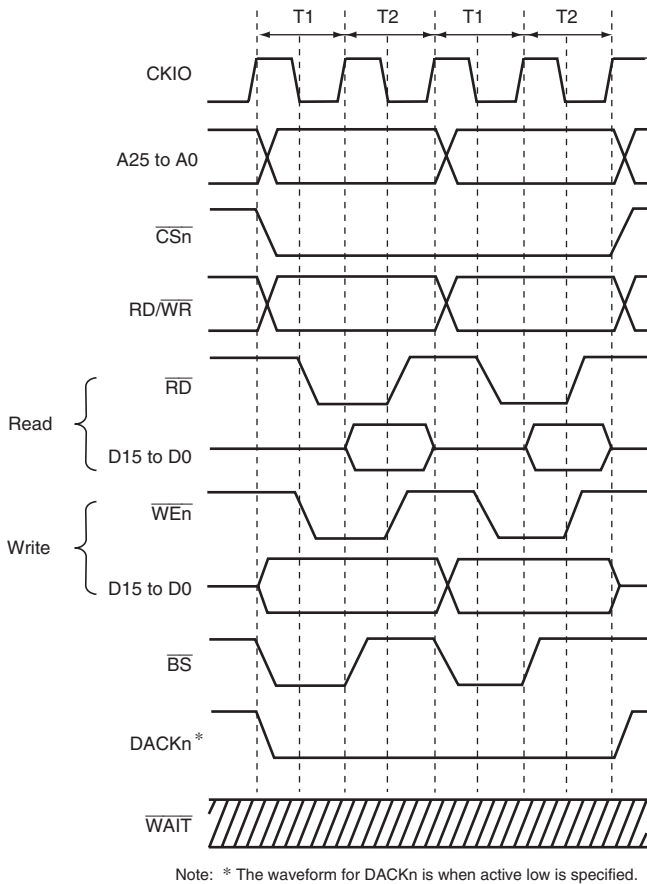 T1 T2 T1 T2
CKIO
A25 to A0
CSn
RD/WR
RD
Read
D15 to D0
WEn
Write
D15 to D0
BS
DACKn*
WAIT
Note: * The waveform for DACKn is when active low is specified.